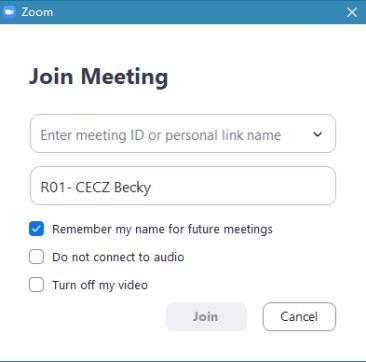 Zoom
Join Meeting
Enter meeting ID or personal link name
R01- CECZ Becky
Remember my name for future meetings
Do not connect to audio
Turn off my video
Join Cancel